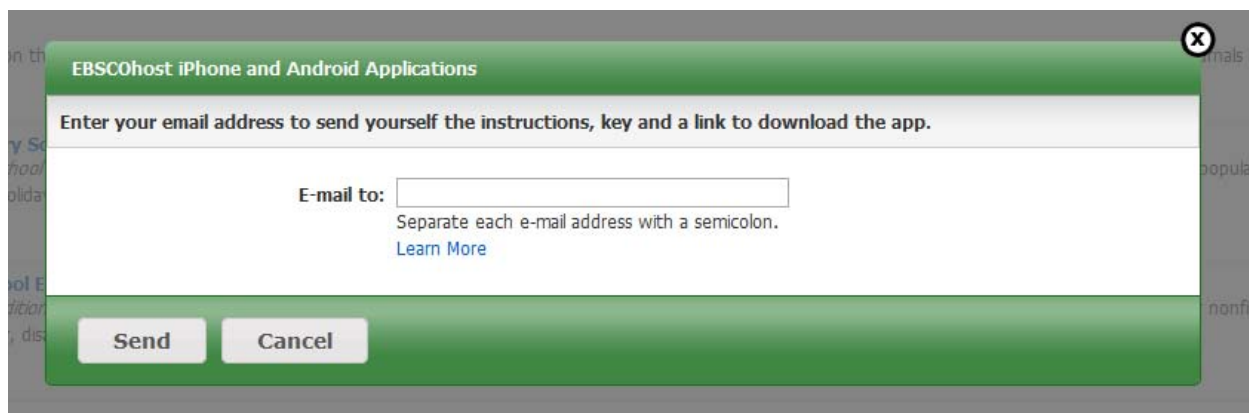 EBSCOhost iPhone and Android Applications
Enter your email address to send yourself the instructions, key and a link to download the app.
E-mail to:
Separate each e-mail address with a semicolon.
Learn More
Send Cancel